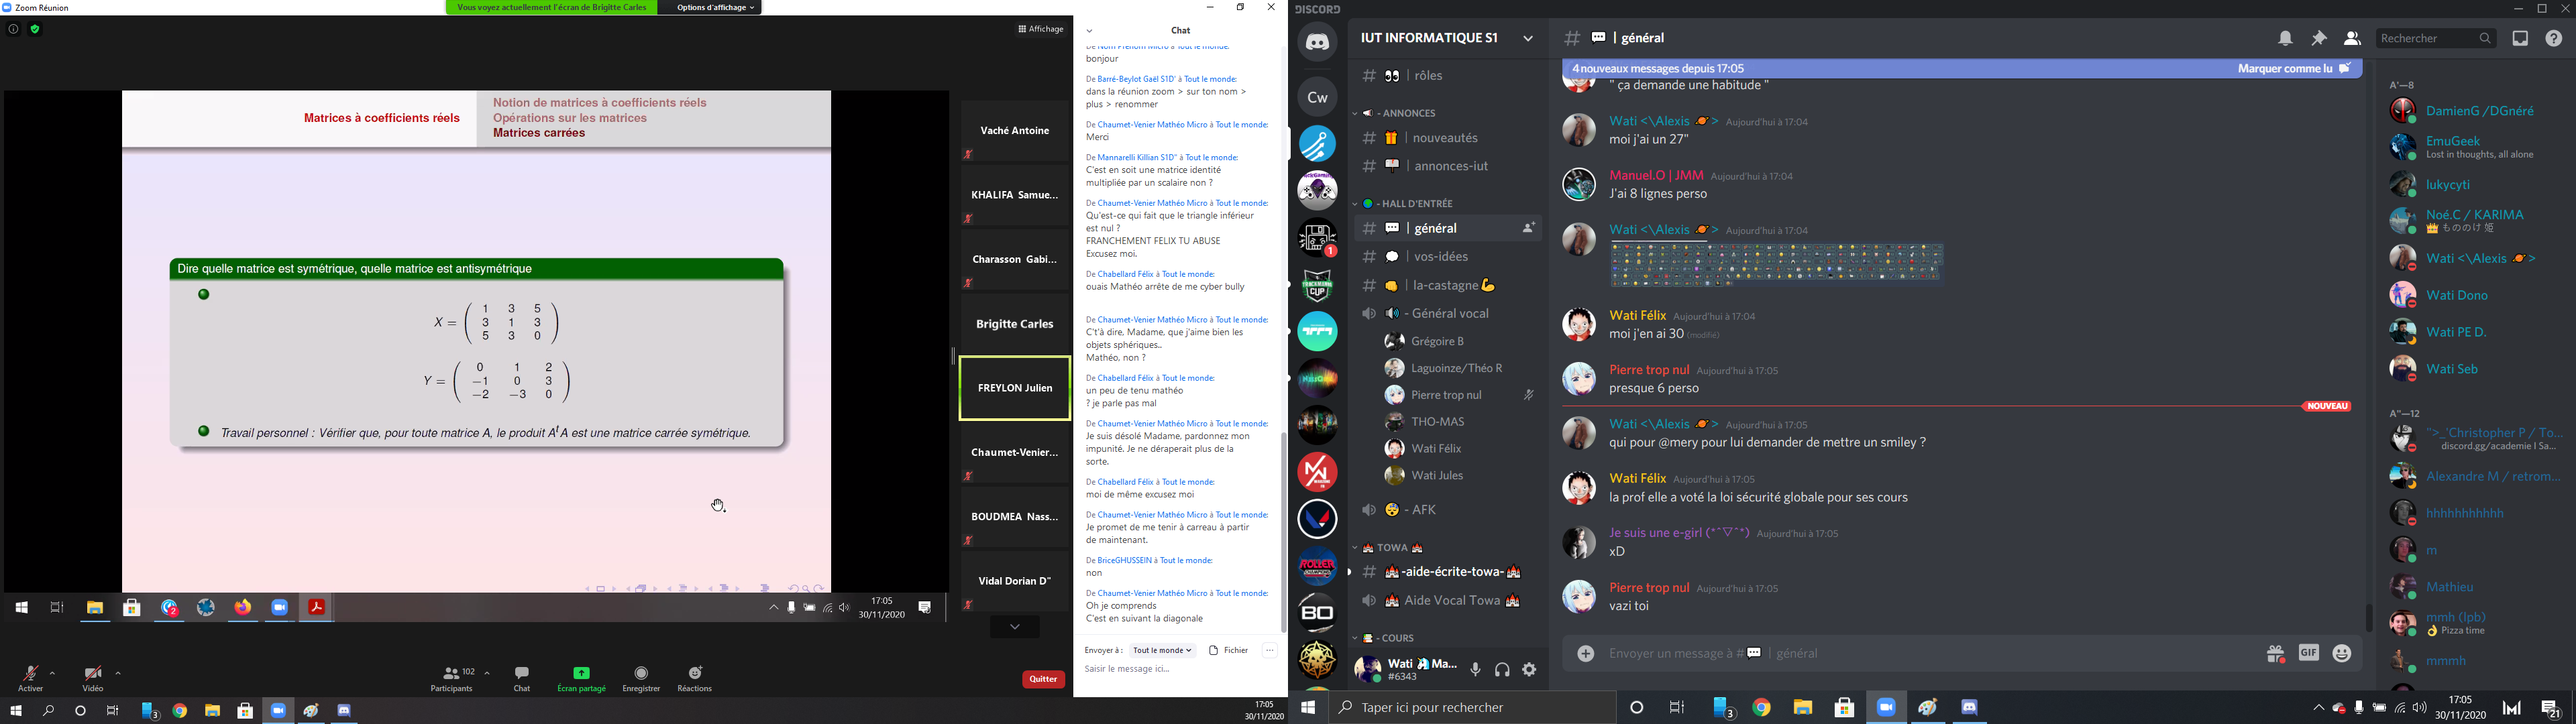 Zoom Réunion
Vous voyez actuellement l'écran de Brigitte Carles
Options d'affichage
Affichage
Matrices à coefficients réels
Notion de matrices à coefficients réels
Opérations sur les matrices
Matrices carrées
Dire quelle matrice est symétrique, quelle matrice est antisymétrique
X = ( 1 3 5
3 1 3
5 3 0 )
Y = ( 0 1 2
−1 0 3
−2 −3 0 )
Travail personnel : Vérifier que, pour toute matrice A, le produit AᵗA est une matrice carrée symétrique.
2
17:05
30/11/2020
Vaché Antoine
KHALIFA Samue...
Charasson Gabi...
Brigitte Carles
FREYLON Julien
Chaumet-Venier...
BOUDMEA Nass...
Vidal Dorian D"
Activer
Vidéo
102
Participants
Chat
Écran partagé
Enregistrer
Réactions
Quitter
3
17:05
30/11/2020
Chat
De Nom Prénom Micro à Tout le monde:
bonjour
De Barré-Beylot Gaël S1D' à Tout le monde:
dans la réunion zoom > sur ton nom >
plus > renommer
De Chaumet-Venier Mathéo Micro à Tout le monde:
Merci
De Mannarelli Killian S1D" à Tout le monde:
C'est en soit une matrice identité
multipliée par un scalaire non ?
De Chaumet-Venier Mathéo Micro à Tout le monde:
Qu'est-ce qui fait que le triangle inférieur
est nul ?
FRANCHEMENT FELIX TU ABUSE
Excusez moi.
De Chabellard Félix à Tout le monde:
ouais Mathéo arrête de me cyber bully
De Chaumet-Venier Mathéo Micro à Tout le monde:
C't'à dire, Madame, que j'aime bien les
objets sphériques..
Mathéo, non ?
De Chabellard Félix à Tout le monde:
un peu de tenu mathéo
? je parle pas mal
De Chaumet-Venier Mathéo Micro à Tout le monde:
Je suis désolé Madame, pardonnez mon
impunité. Je ne déraperait plus de la
sorte.
De Chabellard Félix à Tout le monde:
moi de même excusez moi
De Chaumet-Venier Mathéo Micro à Tout le monde:
Je promet de me tenir à carreau à partir
de maintenant.
De BriceGHUSSEIN à Tout le monde:
non
De Chaumet-Venier Mathéo Micro à Tout le monde:
Oh je comprends
C'est en suivant la diagonale
Envoyer à : Tout le monde
Fichier
Saisir le message ici...
DISCORD
Cw
1
BO
IUT INFORMATIQUE S1
# 👀 | rôles
📢 - ANNONCES
# 🎁 | nouveautés
# | annonces-iut
🌍 - HALL D'ENTRÉE
# 💬 | général
# 💭 | vos-idées
# 👊 | la-castagne💪
🔊 - Général vocal
Grégoire B
Laguoinze/Théo R
Pierre trop nul
THO-MAS
Wati Félix
Wati Jules
😴 - AFK
🏰 TOWA 🏰
# 🏰-aide-écrite-towa-🏰
🏰 Aide Vocal Towa 🏰
- COURS
Wati Ma...
#6343
# 💬 | général
Rechercher
4 nouveaux messages depuis 17:05
Marquer comme lu
" ça demande une habitude "
Wati <\Alexis 🪐> Aujourd'hui à 17:04
moi j'ai un 27"
Manuel.O | JMM Aujourd'hui à 17:04
J'ai 8 lignes perso
Wati <\Alexis 🪐> Aujourd'hui à 17:04
Wati Félix Aujourd'hui à 17:04
moi j'en ai 30 (modifié)
Pierre trop nul Aujourd'hui à 17:05
presque 6 perso
NOUVEAU
Wati <\Alexis 🪐> Aujourd'hui à 17:05
qui pour @mery pour lui demander de mettre un smiley ?
Wati Félix Aujourd'hui à 17:05
la prof elle a voté la loi sécurité globale pour ses cours
Je suis une e-girl (*ˆ▽ˆ*) Aujourd'hui à 17:05
xD
Pierre trop nul Aujourd'hui à 17:05
vazi toi
Envoyer un message à # 💬 | général
GIF
A'—8
DamienG /DGnéré
EmuGeek
Lost in thoughts, all alone
lukycyti
Noé.C / KARIMA
👑 もののけ 姫
Wati <\Alexis 🪐>
Wati Dono
Wati PE D.
Wati Seb
A"—12
">_'Christopher P / To...
discord.gg/academie I Sa...
Alexandre M / retrom...
hhhhhhhhhhh
m
Mathieu
mmh (lpb)
👌 Pizza time
mmmh
Taper ici pour rechercher
3
17:05
30/11/2020
21